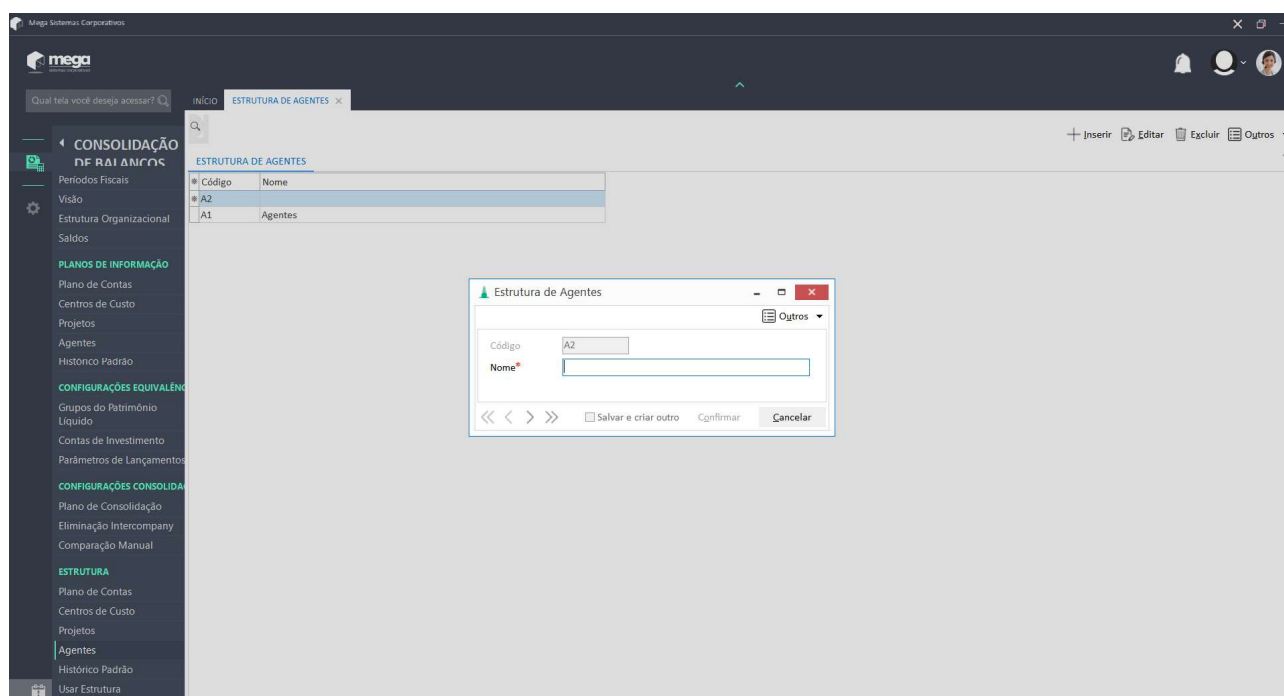 Mega Sistemas Corporativos
mega
Qual tela você deseja acessar?
INÍCIO
ESTRUTURA DE AGENTES
CONSOLIDAÇÃO
DE BALANÇOS
Inserir
Editar
Excluir
Outros
ESTRUTURA DE AGENTES
Código Nome
A2
A1 Agentes
Períodos Fiscais
Visão
Estrutura Organizacional
Saldos
PLANOS DE INFORMAÇÃO
Plano de Contas
Centros de Custo
Projetos
Agentes
Histórico Padrão
CONFIGURAÇÕES EQUIVALÊNC
Grupos do Patrimônio
Líquido
Contas de Investimento
Parâmetros de Lançamentos
CONFIGURAÇÕES CONSOLIDA
Plano de Consolidação
Eliminação Intercompany
Comparação Manual
ESTRUTURA
Plano de Contas
Centros de Custo
Projetos
Agentes
Histórico Padrão
Usar Estrutura
Estrutura de Agentes
Outros
Código A2
Nome*
Salvar e criar outro
Confirmar
Cancelar